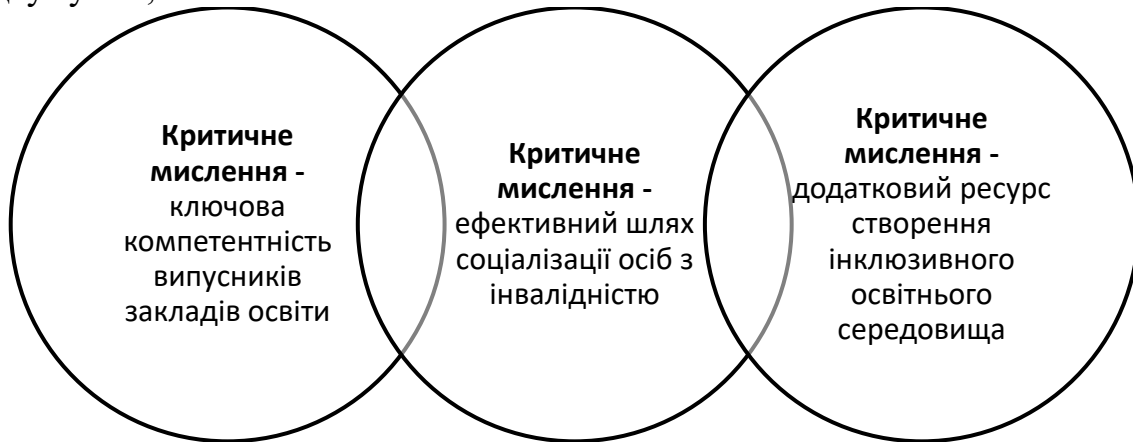 Критичне
мислення -
ключова
компетентність
випусників
закладів освіти
Критичне
мислення -
ефективний шлях
соціалізації осіб з
інвалідністю
Критичне
мислення -
додатковий ресурс
створення
інклюзивного
освітнього
середовища